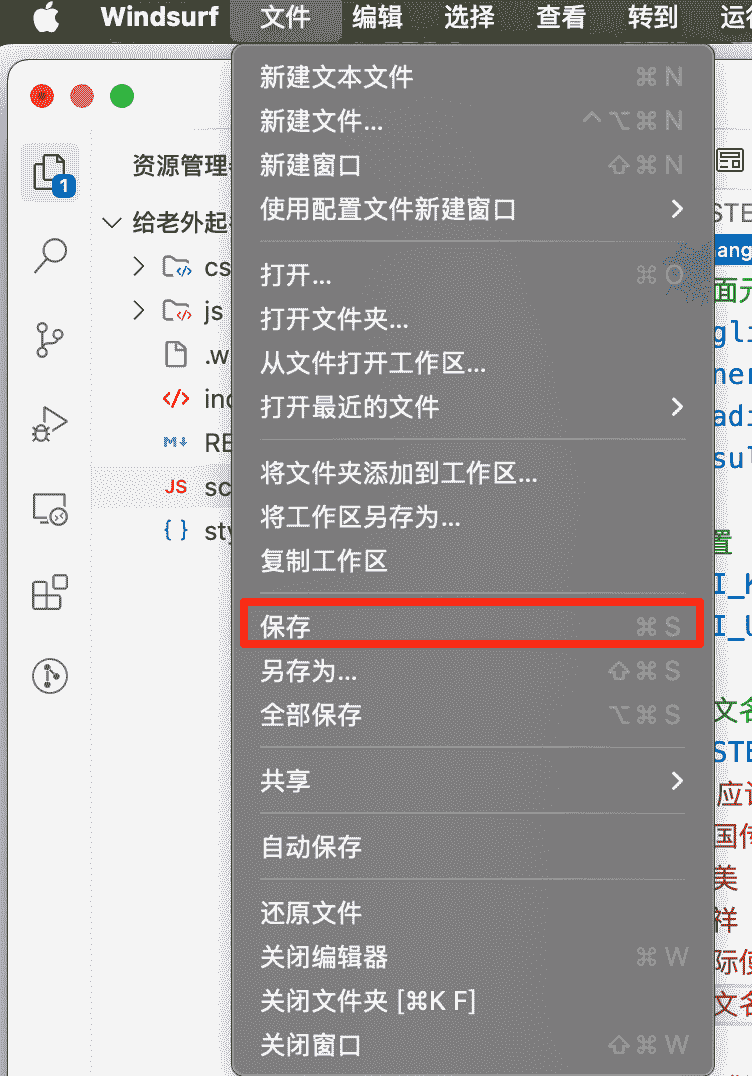 Windsurf 文件 编辑 选择 查看 转到
新建文本文件 ⌘ N
新建文件... ^ ⌥ ⌘ N
新建窗口 ⇧ ⌘ N
使用配置文件新建窗口
打开... ⌘ O
打开文件夹...
从文件打开工作区...
打开最近的文件
将文件夹添加到工作区...
将工作区另存为...
复制工作区
保存 ⌘ S
另存为... ⇧ ⌘ S
全部保存 ⌥ ⌘ S
共享
自动保存
还原文件
关闭编辑器 ⌘ W
关闭文件夹 [⌘K F]
关闭窗口 ⇧ ⌘ W
1
资源管理
给老外起
cs
js
.w
RE
JS sc
{ } sty